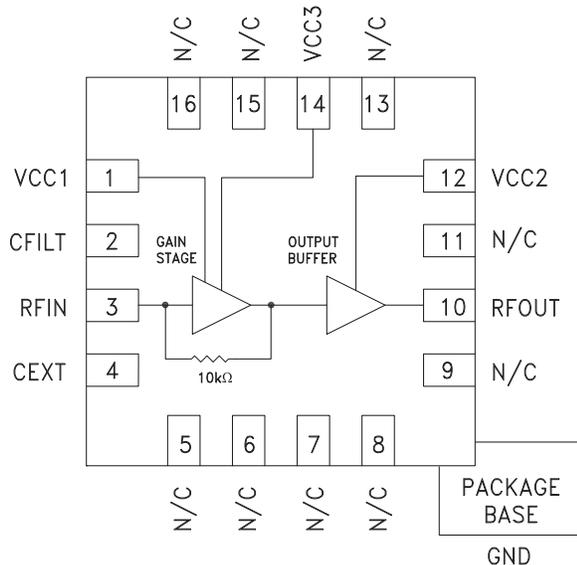 N/C N/C VCC3 N/C
16 15 14 13
VCC1 1 12 VCC2
CFILT 2 GAIN STAGE OUTPUT BUFFER 11 N/C
RFIN 3 10 RFOUT
CEXT 4 10kΩ 9 N/C
5 6 7 8
N/C N/C N/C N/C
PACKAGE
BASE
GND